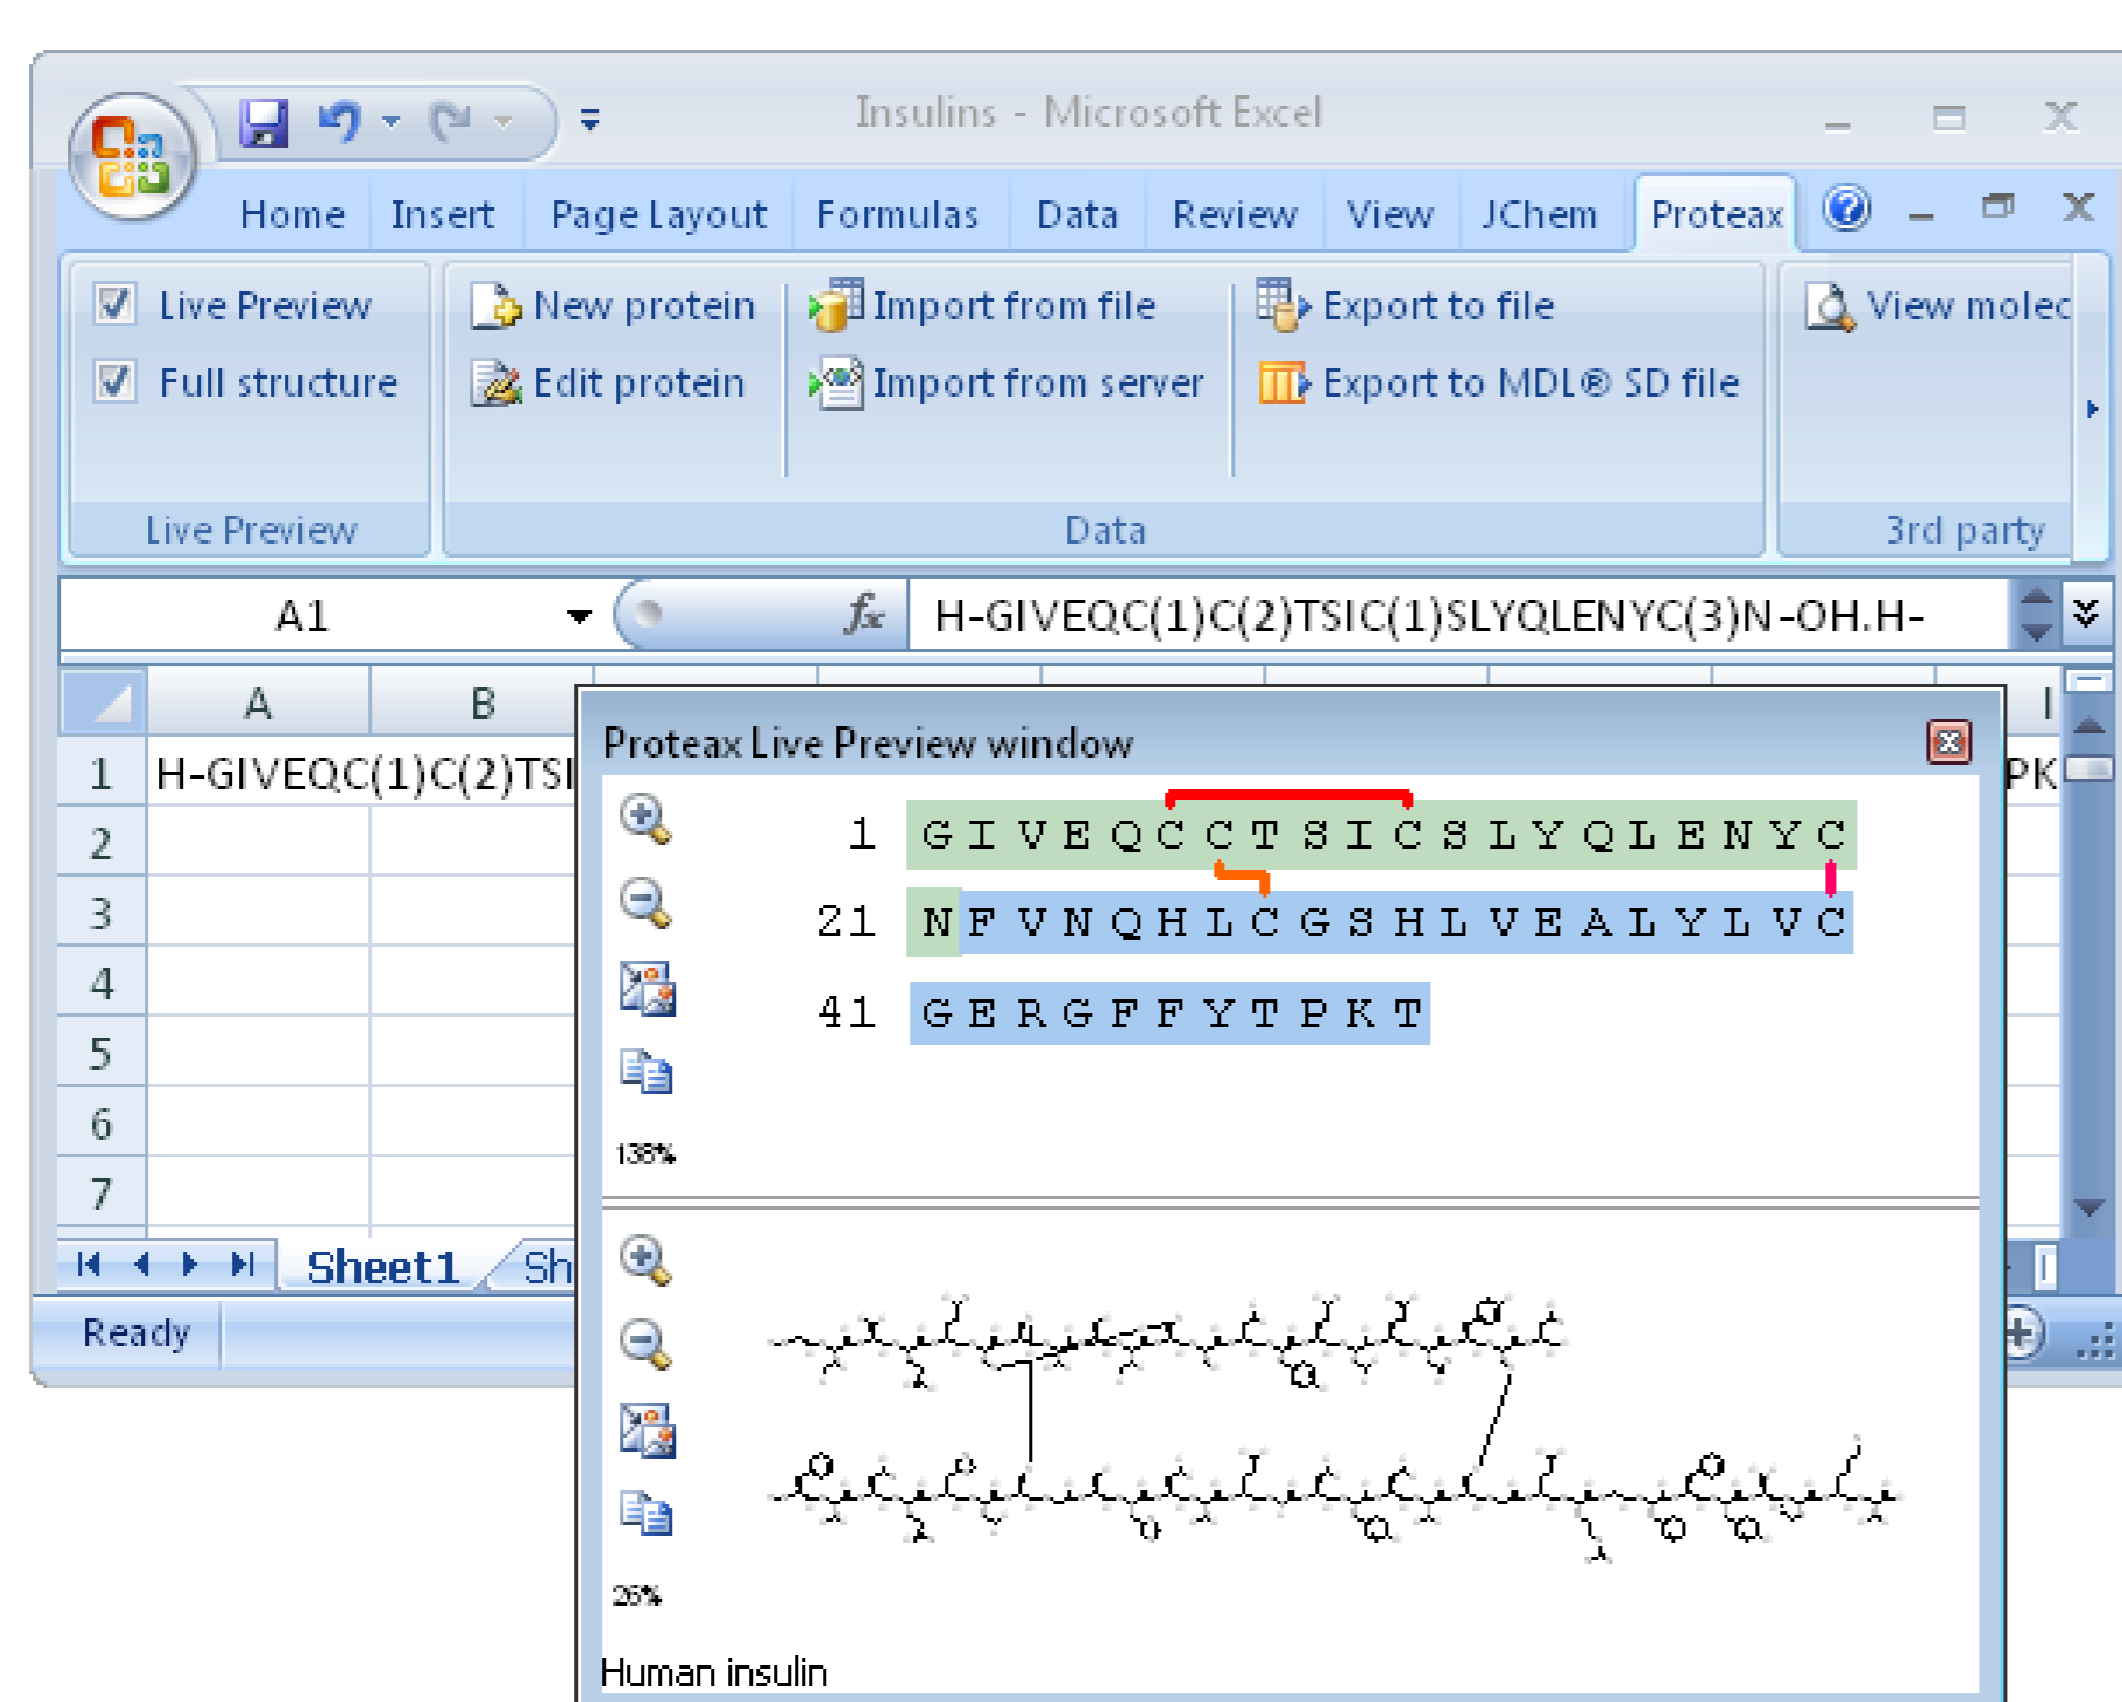 Insulins - Microsoft Excel
Home Insert Page Layout Formulas Data Review View JChem Proteax
Live Preview New protein Import from file Export to file View molec
Full structure Edit protein Import from server Export to MDL® SD file
Live Preview Data 3rd party
A1 fx H-GIVEQC(1)C(2)TSIC(1)SLYQLENYC(3)N-OH.H-
A B I
1 H-GIVEQC(1)C(2)TSI PK
2
3
4
5
6
7
Proteax Live Preview window
1 G I V E Q C C T S I C S L Y Q L E N Y C
21 N F V N Q H L C G S H L V E A L Y L V C
41 G E R G F F Y T P K T
138%
Sheet1 Sh
Ready
26%
Human insulin